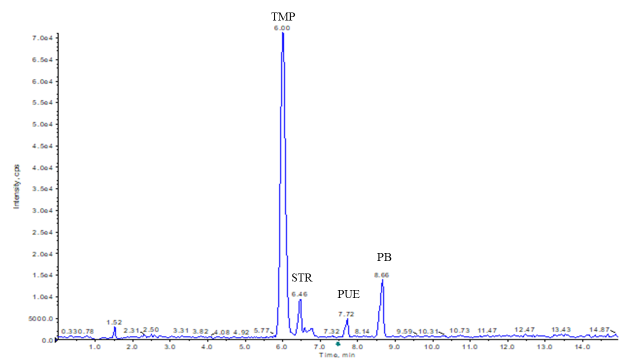 TMP
6.00
7.0e4
6.5e4
6.0e4
5.5e4
5.0e4
4.5e4
4.0e4
3.5e4
3.0e4
2.5e4
2.0e4
1.5e4
1.0e4
5000.0
0.0
Intensity, cps
STR
6.46
PUE
7.72
PB
8.66
1.52
0.33 0.78 2.31 2.50 3.31 3.82 4.08 4.92 5.77 7.32 8.14 9.59 10.31 10.73 11.47 12.47 13.43 14.87
1.0 2.0 3.0 4.0 5.0 6.0 7.0 8.0 9.0 10.0 11.0 12.0 13.0 14.0
Time, min